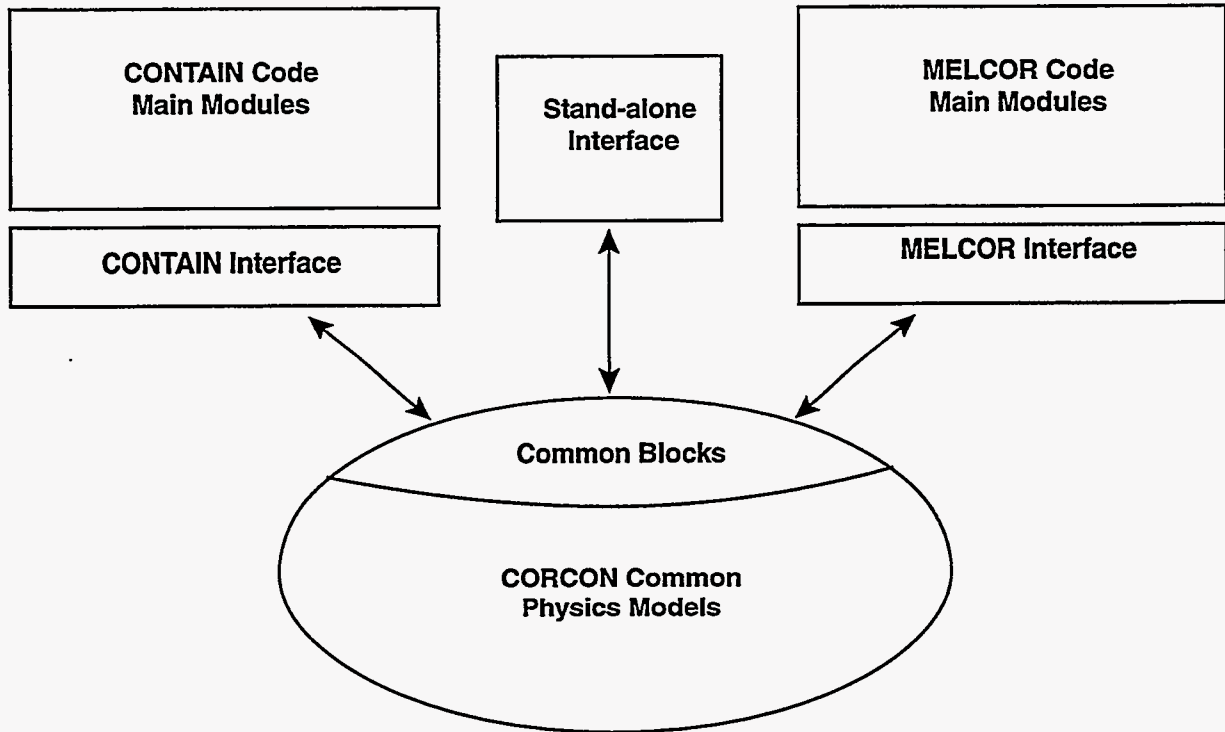 CONTAIN Code
Main Modules
Stand-alone
Interface
MELCOR Code
Main Modules
CONTAIN Interface
MELCOR Interface
Common Blocks
CORCON Common
Physics Models